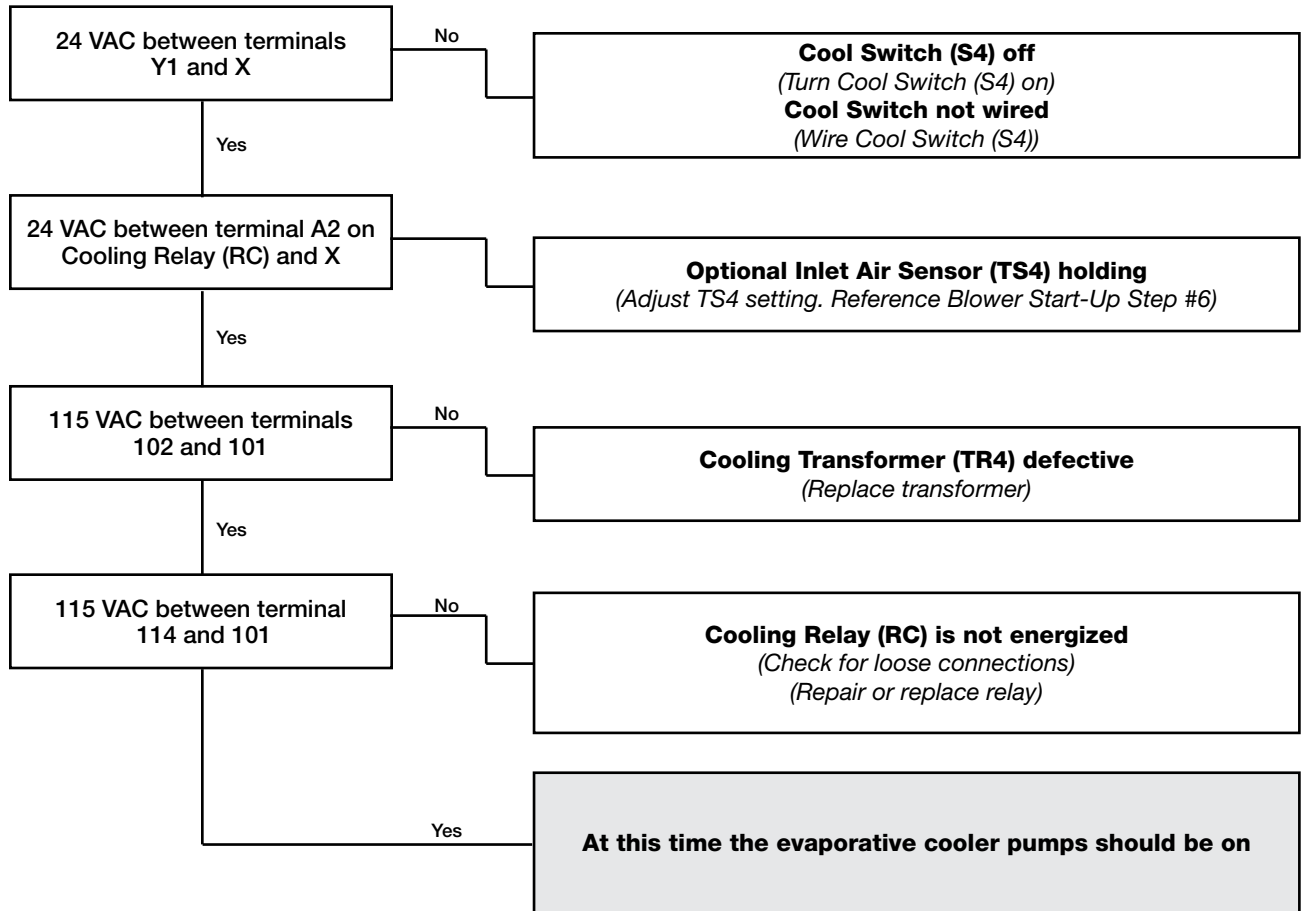 24 VAC between terminals
Y1 and X
No
Cool Switch (S4) off
(Turn Cool Switch (S4) on)
Cool Switch not wired
(Wire Cool Switch (S4))
Yes
24 VAC between terminal A2 on
Cooling Relay (RC) and X
Optional Inlet Air Sensor (TS4) holding
(Adjust TS4 setting. Reference Blower Start-Up Step #6)
Yes
115 VAC between terminals
102 and 101
No
Cooling Transformer (TR4) defective
(Replace transformer)
Yes
115 VAC between terminal
114 and 101
No
Cooling Relay (RC) is not energized
(Check for loose connections)
(Repair or replace relay)
Yes
At this time the evaporative cooler pumps should be on